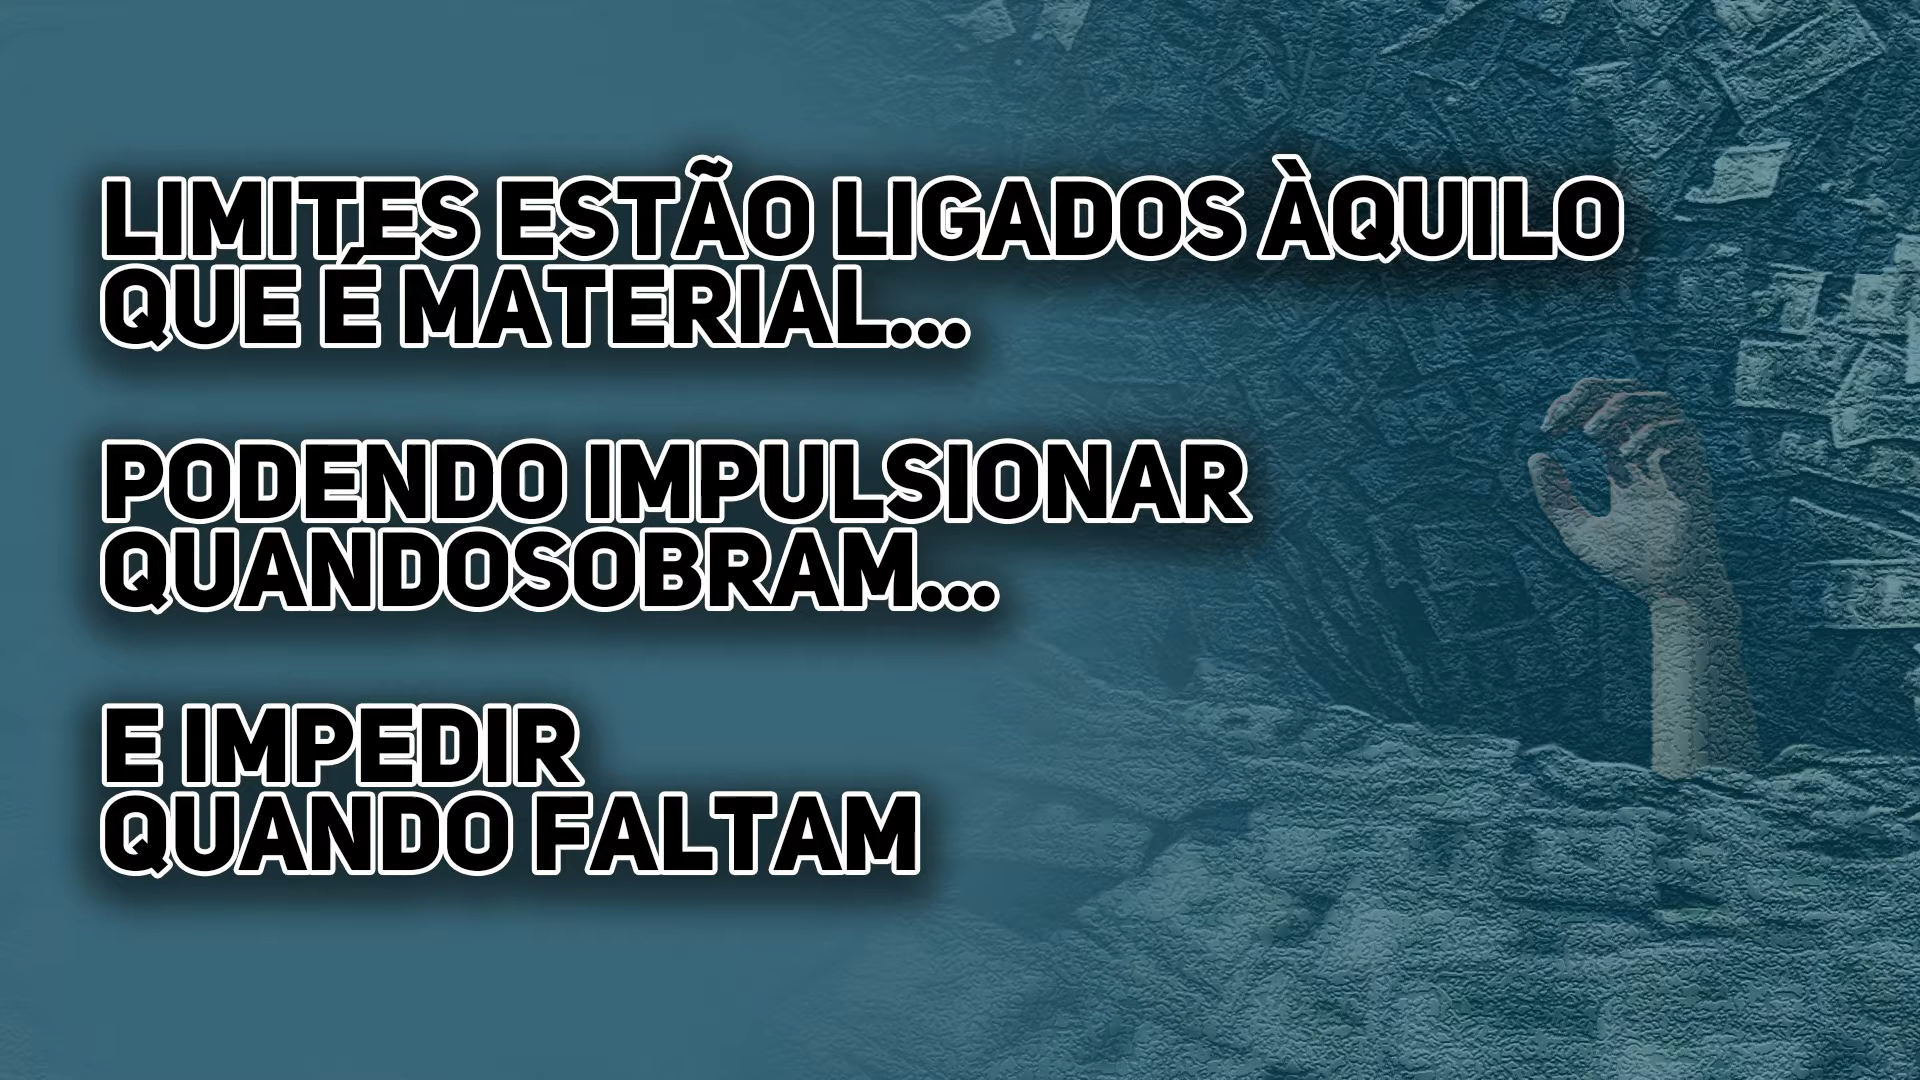 LIMITES ESTÃO LIGADOS ÀQUILO
QUE É MATERIAL...
PODENDO IMPULSIONAR
QUANDOSOBRAM...
E IMPEDIR
QUANDO FALTAM